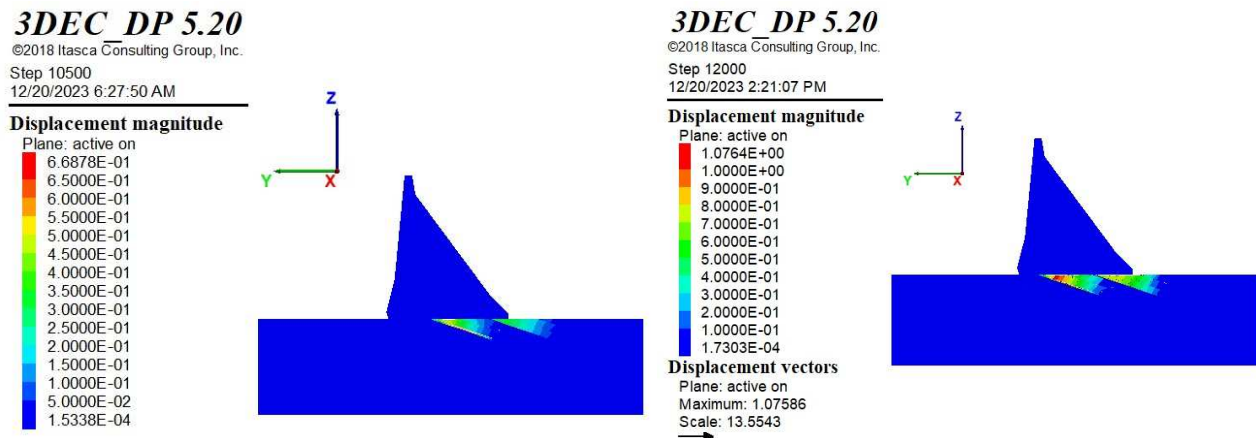 3DEC_DP 5.20
©2018 Itasca Consulting Group, Inc.
Step 10500
12/20/2023 6:27:50 AM
Displacement magnitude
Plane: active on
6.6878E-01
6.5000E-01
6.0000E-01
5.5000E-01
5.0000E-01
4.5000E-01
4.0000E-01
3.5000E-01
3.0000E-01
2.5000E-01
2.0000E-01
1.5000E-01
1.0000E-01
5.0000E-02
1.5338E-04
Z
Y
X
3DEC_DP 5.20
©2018 Itasca Consulting Group, Inc.
Step 12000
12/20/2023 2:21:07 PM
Displacement magnitude
Plane: active on
1.0764E+00
1.0000E+00
9.0000E-01
8.0000E-01
7.0000E-01
6.0000E-01
5.0000E-01
4.0000E-01
3.0000E-01
2.0000E-01
1.0000E-01
1.7303E-04
Displacement vectors
Plane: active on
Maximum: 1.07586
Scale: 13.5543
Z
Y
X